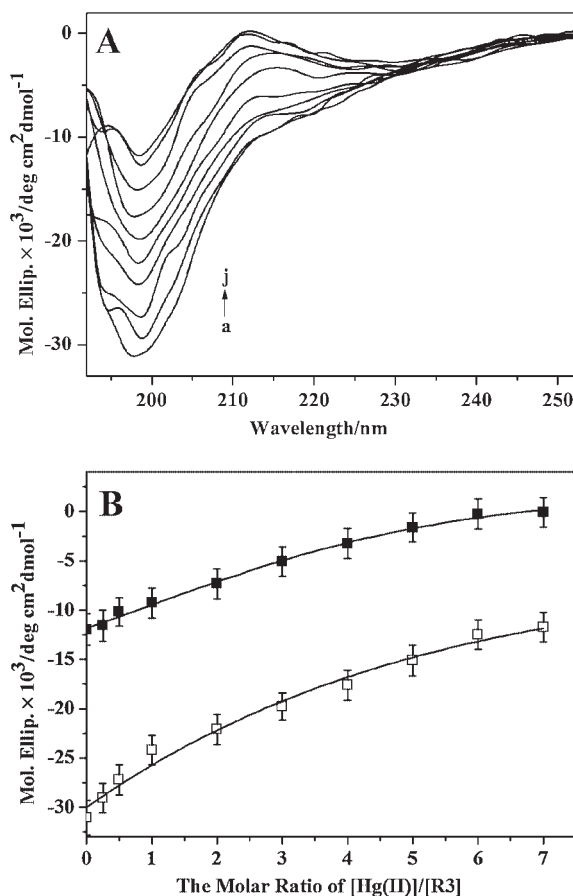 A
0
-10
-20
-30
Mol. Ellip. × 10³/deg cm²dmol⁻¹
j
a
200 210 220 230 240 250
Wavelength/nm
B
0
-5
-10
-15
-20
-25
-30
Mol. Ellip. × 10³/deg cm²dmol⁻¹
0 1 2 3 4 5 6 7
The Molar Ratio of [Hg(II)]/[R3]